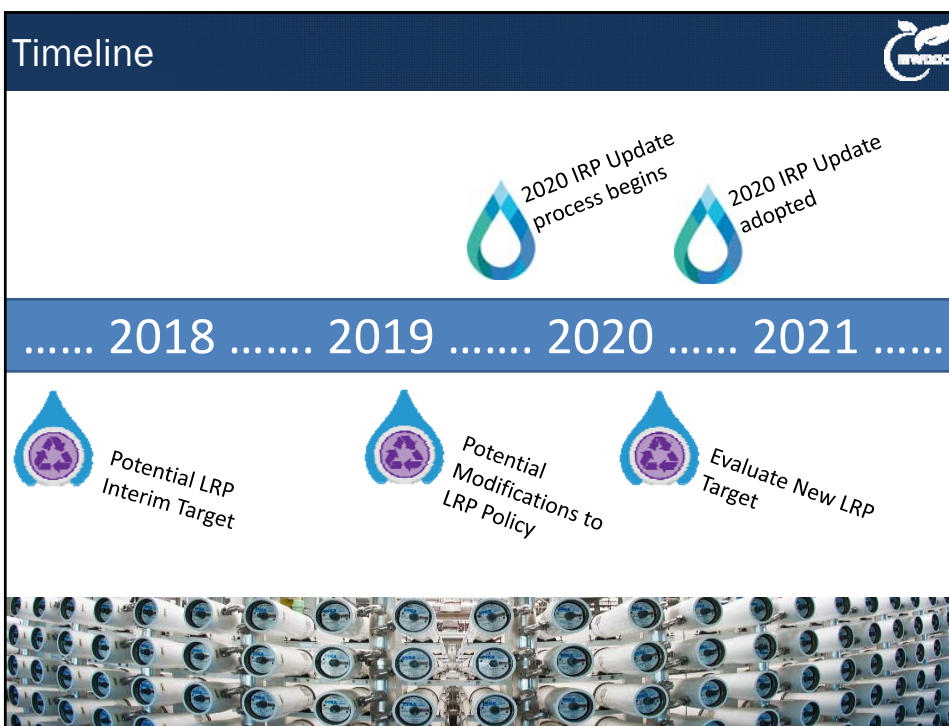 Timeline
MWDOC
2020 IRP Update
process begins
2020 IRP Update
adopted
...... 2018 ....... 2019 ....... 2020 ...... 2021 ......
Potential LRP
Interim Target
Potential
Modifications to
LRP Policy
Evaluate New LRP
Target